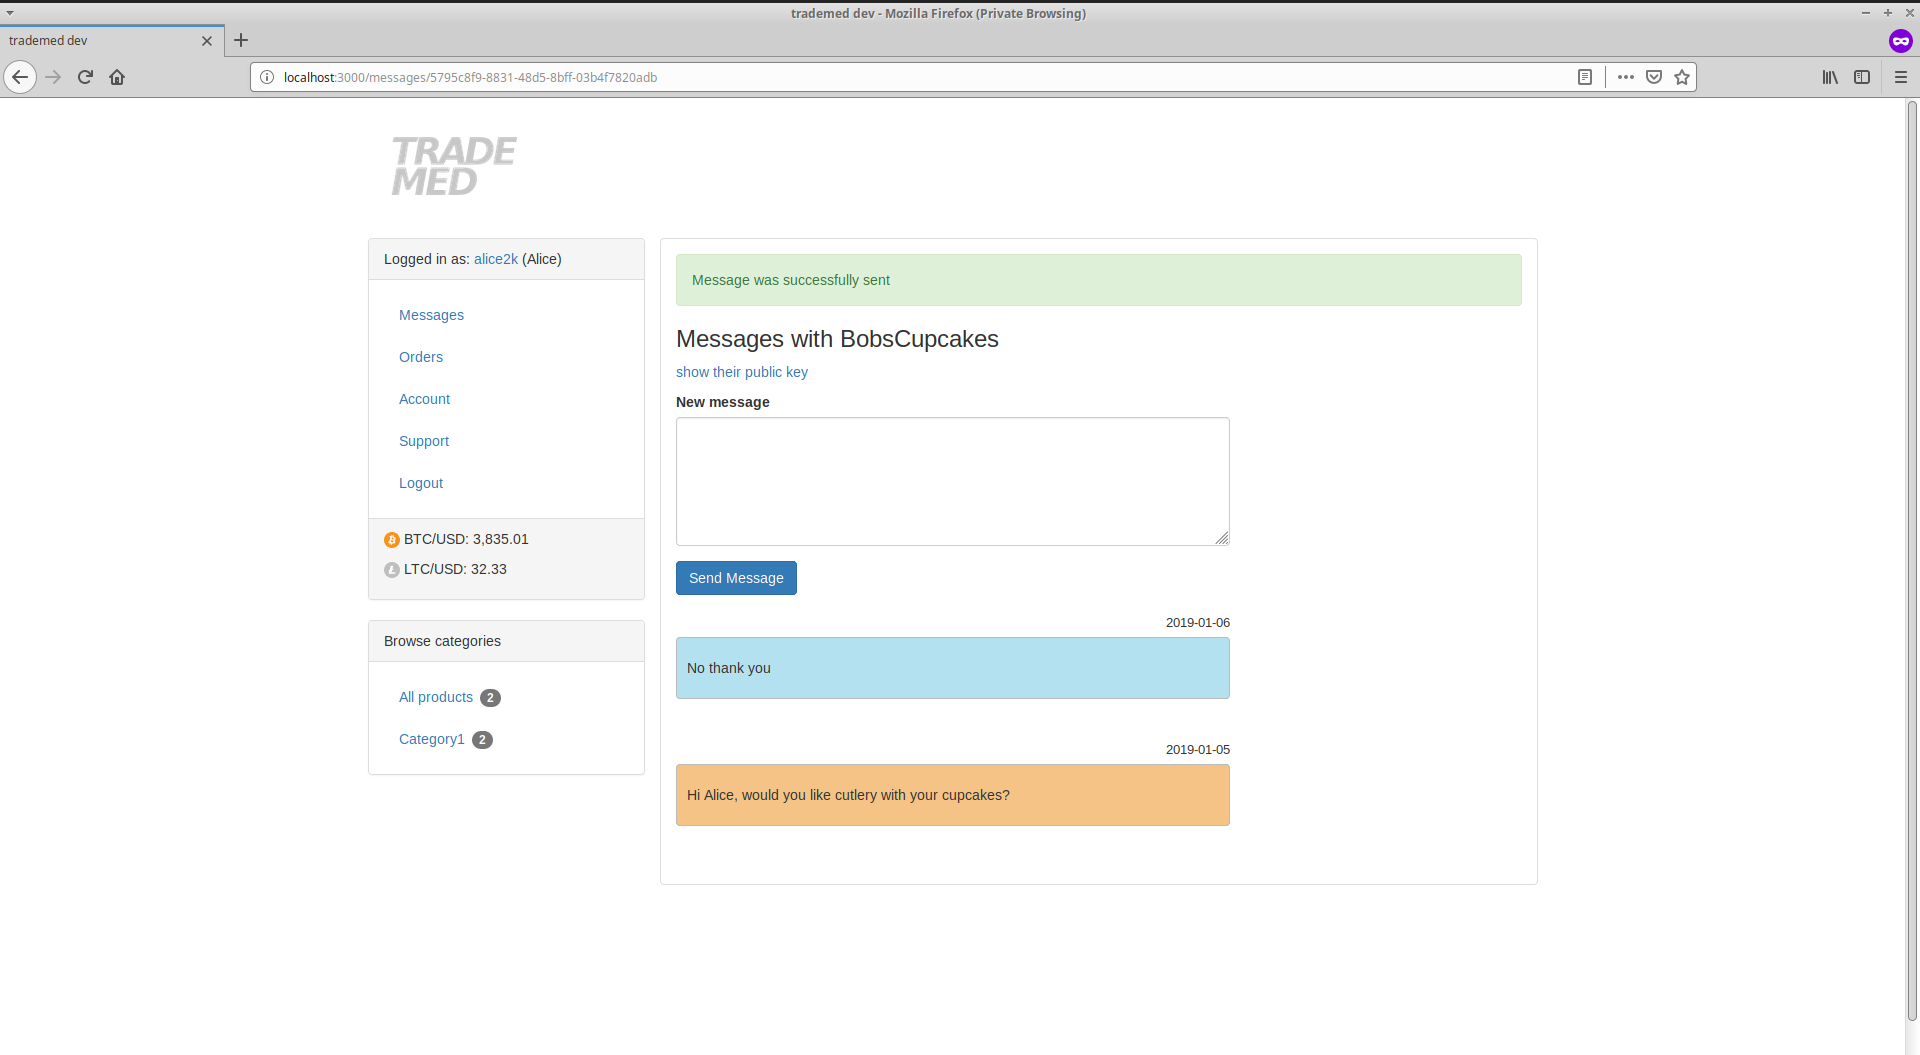 trademed dev - Mozilla Firefox (Private Browsing)
trademed dev
localhost:3000/messages/5795c8f9-8831-48d5-8bff-03b4f7820adb
TRADE
MED
Logged in as: alice2k (Alice)
Messages
Orders
Account
Support
Logout
BTC/USD: 3,835.01
LTC/USD: 32.33
Browse categories
All products 2
Category1 2
Message was successfully sent
Messages with BobsCupcakes
show their public key
New message
Send Message
2019-01-06
No thank you
2019-01-05
Hi Alice, would you like cutlery with your cupcakes?